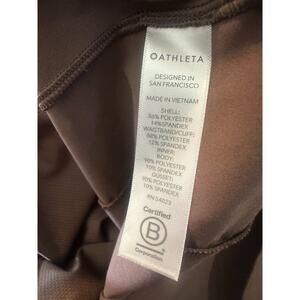 ATHLETA
DESIGNED IN
SAN FRANCISCO
MADE IN VIETNAM
SHELL:
86% POLYESTER
14% SPANDEX
WAISTBAND/CUFF:
88% POLYESTER
12% SPANDEX
INNER:
BODY:
90% POLYESTER
10% SPANDEX
GUSSET:
90% POLYESTER
10% SPANDEX
RN 54023
Certified
B
Corporation